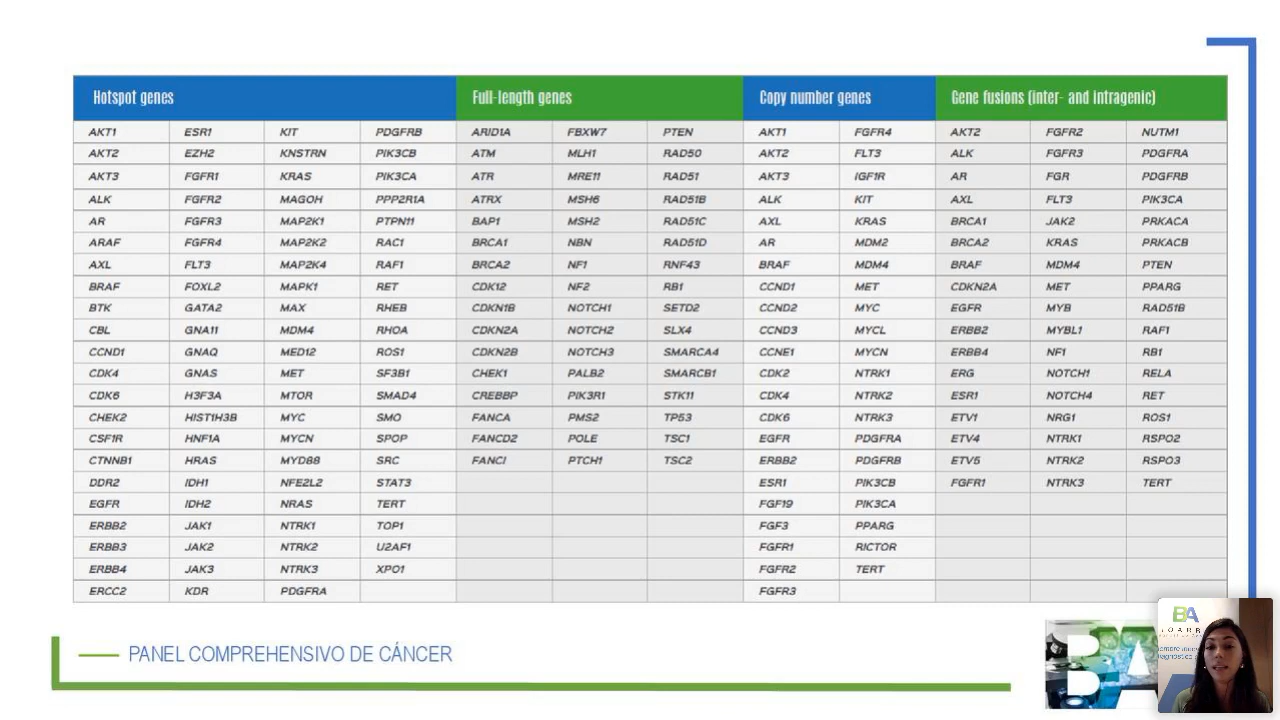 Hotspot genes Full-length genes Copy number genes Gene fusions (inter- and intragenic)
AKT1 ESR1 KIT PDGFRB ARID1A FBXW7 PTEN AKT1 FGFR4 AKT2 FGFR2 NUTM1
AKT2 EZH2 KNSTRN PIK3CB ATM MLH1 RAD50 AKT2 FLT3 ALK FGFR3 PDGFRA
AKT3 FGFR1 KRAS PIK3CA ATR MRE11 RAD51 AKT3 IGF1R AR FGR PDGFRB
ALK FGFR2 MAGOH PPP2R1A ATRX MSH6 RAD51B ALK KIT AXL FLT3 PIK3CA
AR FGFR3 MAP2K1 PTPN11 BAP1 MSH2 RAD51C AXL KRAS BRCA1 JAK2 PRKACA
ARAF FGFR4 MAP2K2 RAC1 BRCA1 NBN RAD51D AR MDM2 BRCA2 KRAS PRKACB
AXL FLT3 MAP2K4 RAF1 BRCA2 NF1 RNF43 BRAF MDM4 BRAF MDM4 PTEN
BRAF FOXL2 MAPK1 RET CDK12 NF2 RB1 CCND1 MET CDKN2A MET PPARG
BTK GATA2 MAX RHEB CDKN1B NOTCH1 SETD2 CCND2 MYC EGFR MYB RAD51B
CBL GNA11 MDM4 RHOA CDKN2A NOTCH2 SLX4 CCND3 MYCL ERBB2 MYBL1 RAF1
CCND1 GNAQ MED12 ROS1 CDKN2B NOTCH3 SMARCA4 CCNE1 MYCN ERBB4 NF1 RB1
CDK4 GNAS MET SF3B1 CHEK1 PALB2 SMARCB1 CDK2 NTRK1 ERG NOTCH1 RELA
CDK6 H3F3A MTOR SMAD4 CREBBP PIK3R1 STK11 CDK4 NTRK2 ESR1 NOTCH4 RET
CHEK2 HIST1H3B MYC SMO FANCA PMS2 TP53 CDK6 NTRK3 ETV1 NRG1 ROS1
CSF1R HNF1A MYCN SPOP FANCD2 POLE TSC1 EGFR PDGFRA ETV4 NTRK1 RSPO2
CTNNB1 HRAS MYD88 SRC FANCI PTCH1 TSC2 ERBB2 PDGFRB ETV5 NTRK2 RSPO3
DDR2 IDH1 NFE2L2 STAT3 ESR1 PIK3CB FGFR1 NTRK3 TERT
EGFR IDH2 NRAS TERT FGF19 PIK3CA
ERBB2 JAK1 NTRK1 TOP1 FGF3 PPARG
ERBB3 JAK2 NTRK2 U2AF1 FGFR1 RICTOR
ERBB4 JAK3 NTRK3 XPO1 FGFR2 TERT
ERCC2 KDR PDGFRA FGFR3
PANEL COMPREHENSIVO DE CÁNCER
BA
BA